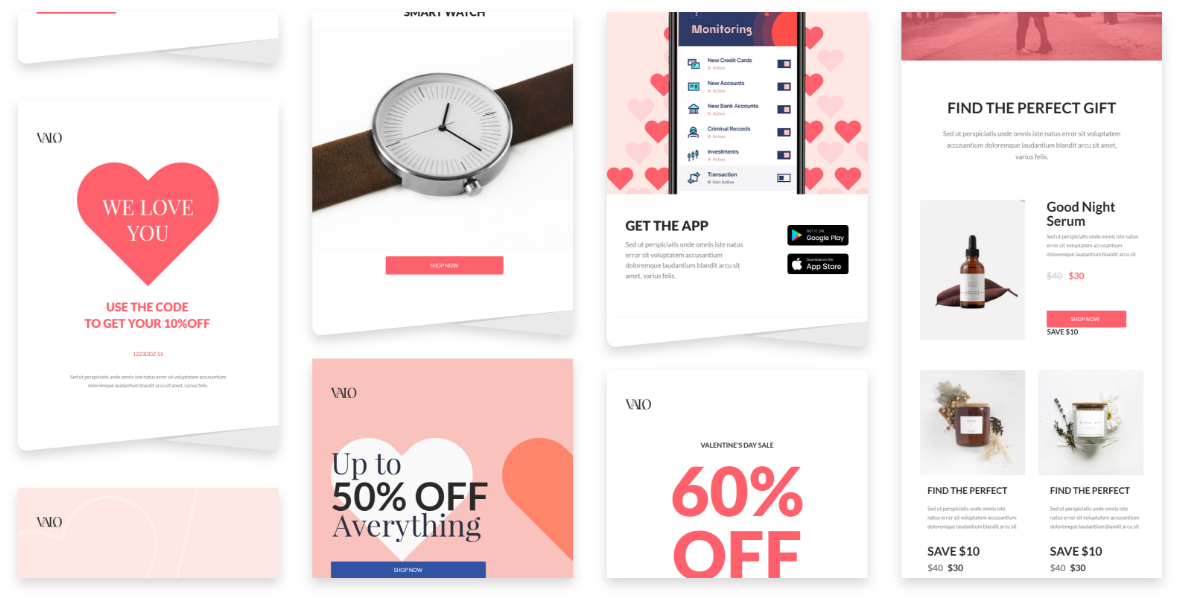 VALO
WE LOVE
YOU
USE THE CODE
TO GET YOUR 10%OFF
Sed ut perspiciatis unde omnis iste natus error sit voluptatem
doloremque laudantium blandit arcu sit amet, varius felis.
VALO
SMART WATCH
SHOP NOW
VALO
Up to
50% OFF
Averything
SHOP NOW
Monitoring
New Credit Cards
Active
New Accounts
Active
New Bank Accounts
Active
Criminal Records
Active
Investments
Active
Transaction
Non Active
GET THE APP
Sed ut perspiciatis unde omnis iste natus
error sit voluptatem accusantium
doloremque laudantium blandit arcu sit
amet, varius felis.
GET IT ON
Google Play
Download on the
App Store
VALO
VALENTINE'S DAY SALE
60%
OFF
FIND THE PERFECT GIFT
Sed ut perspiciatis unde omnis iste natus error sit voluptatem
accusantium doloremque laudantium blandit arcu sit amet,
varius felis.
Good Night
Serum
Sed ut perspiciatis unde omnis iste natus
error sit voluptatem accusantium
doloremque laudantium blandit arcu sit
$40 $30
SHOP NOW
SAVE $10
FIND THE PERFECT
Sed ut perspiciatis unde omnis iste
natus error sit voluptatem accusantium
doloremque laudantium blandit arcu sit
SAVE $10
$40 $30
FIND THE PERFECT
Sed ut perspiciatis unde omnis iste
natus error sit voluptatem accusantium
doloremque laudantium blandit arcu sit
SAVE $10
$40 $30